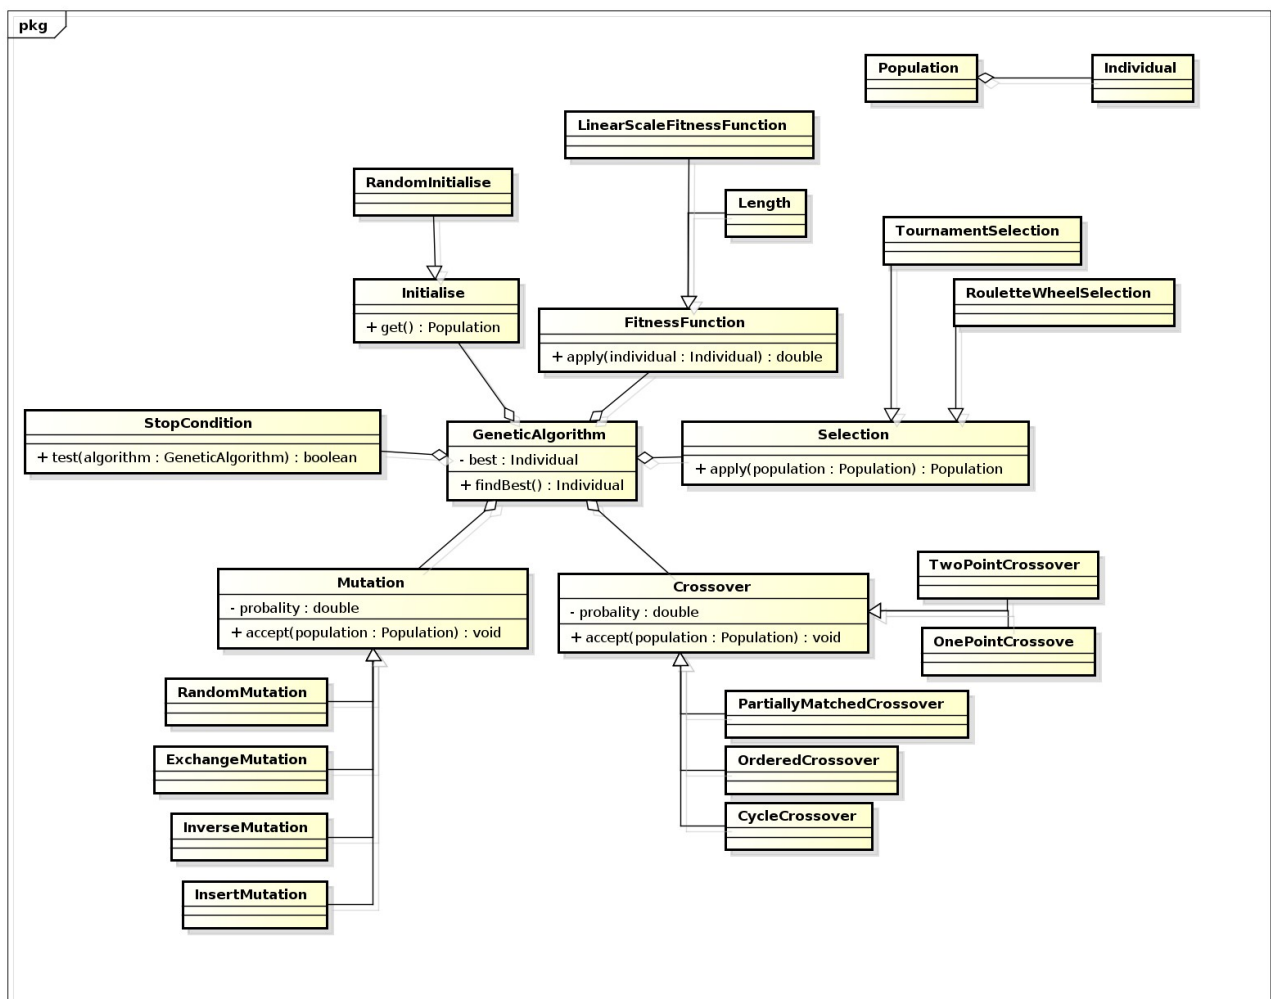 pkg
Population
Individual
LinearScaleFitnessFunction
RandomInitialise
Length
TournamentSelection
RouletteWheelSelection
Initialise
+ get() : Population
FitnessFunction
+ apply(individual : Individual) : double
StopCondition
+ test(algorithm : GeneticAlgorithm) : boolean
GeneticAlgorithm
- best : Individual
+ findBest() : Individual
Selection
+ apply(population : Population) : Population
Mutation
- probality : double
+ accept(population : Population) : void
Crossover
- probality : double
+ accept(population : Population) : void
TwoPointCrossover
OnePointCrossove
RandomMutation
ExchangeMutation
InverseMutation
InsertMutation
PartiallyMatchedCrossover
OrderedCrossover
CycleCrossover